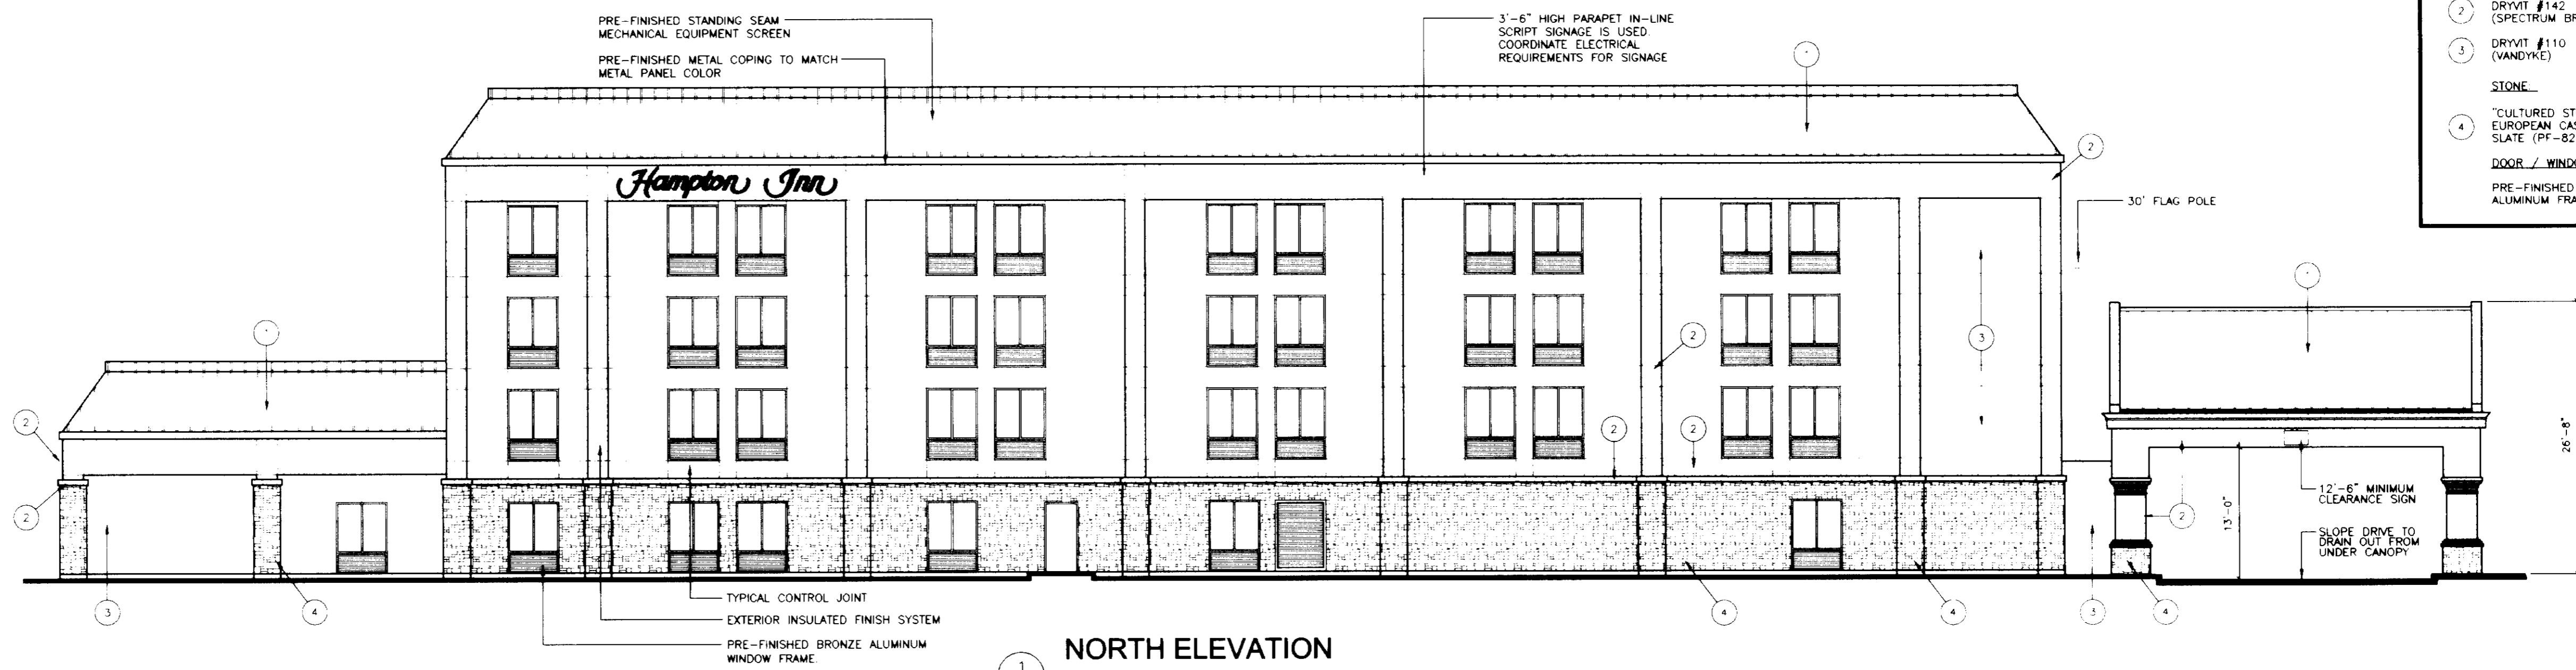 PRE-FINISHED STANDING SEAM
MECHANICAL EQUIPMENT SCREEN
PRE-FINISHED METAL COPING TO MATCH
METAL PANEL COLOR
3'-6" HIGH PARAPET IN-LINE
SCRIPT SIGNAGE IS USED.
COORDINATE ELECTRICAL
REQUIREMENTS FOR SIGNAGE
1
2 DRYVIT #142
(SPECTRUM BR
3 DRYVIT #110
(VANDYKE)
STONE:
4 "CULTURED ST
EUROPEAN CAS
SLATE (PF-82
DOOR / WIND
PRE-FINISHED
ALUMINUM FRA
2
Hampton Inn
30' FLAG POLE
1
1
2
3
2
2
2
2
26'-8"
13'-0"
12'-6" MINIMUM
CLEARANCE SIGN
2
SLOPE DRIVE TO
DRAIN OUT FROM
UNDER CANOPY
3
4
4
4
3
4
TYPICAL CONTROL JOINT
EXTERIOR INSULATED FINISH SYSTEM
PRE-FINISHED BRONZE ALUMINUM
WINDOW FRAME.
1
NORTH ELEVATION